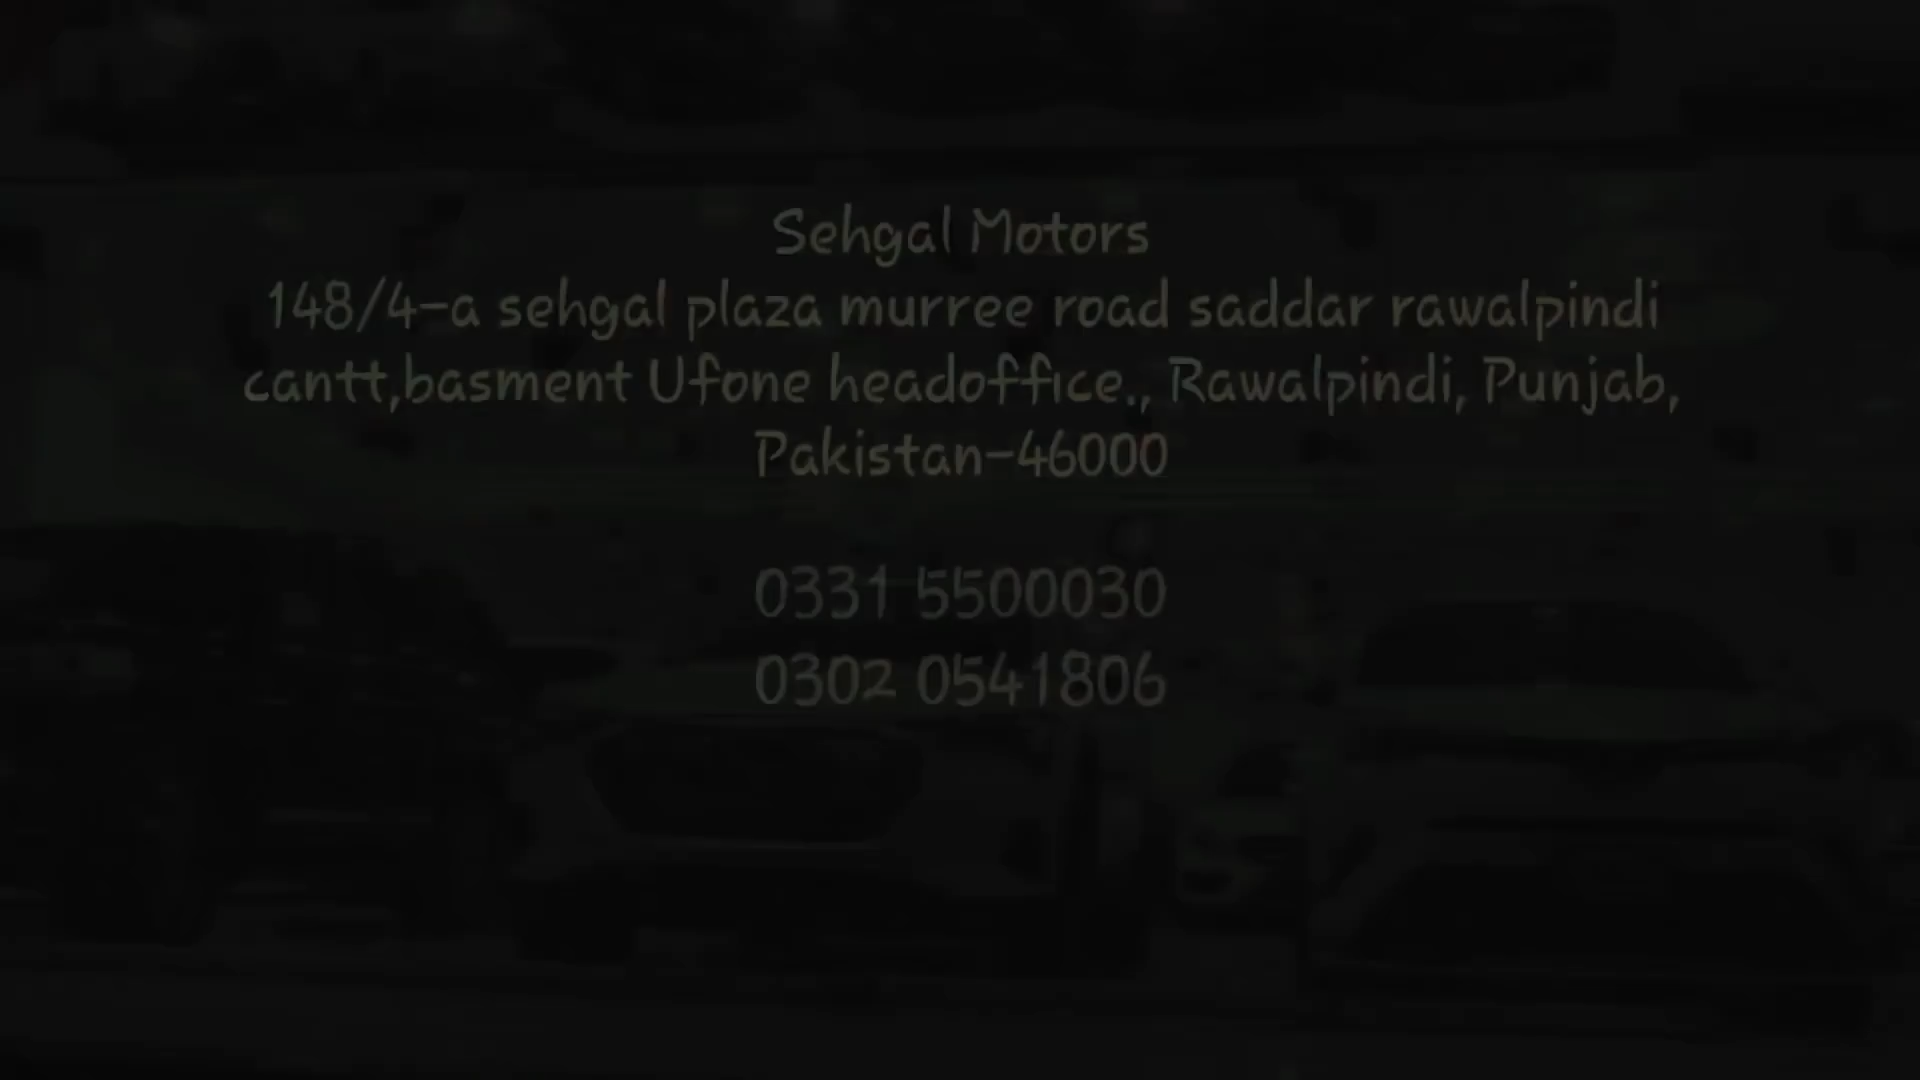 Sehgal Motors
148/4-a sehgal plaza murree road saddar rawalpindi
cantt,basment Ufone headoffice., Rawalpindi, Punjab,
Pakistan-46000
0331 5500030
0302 0541806